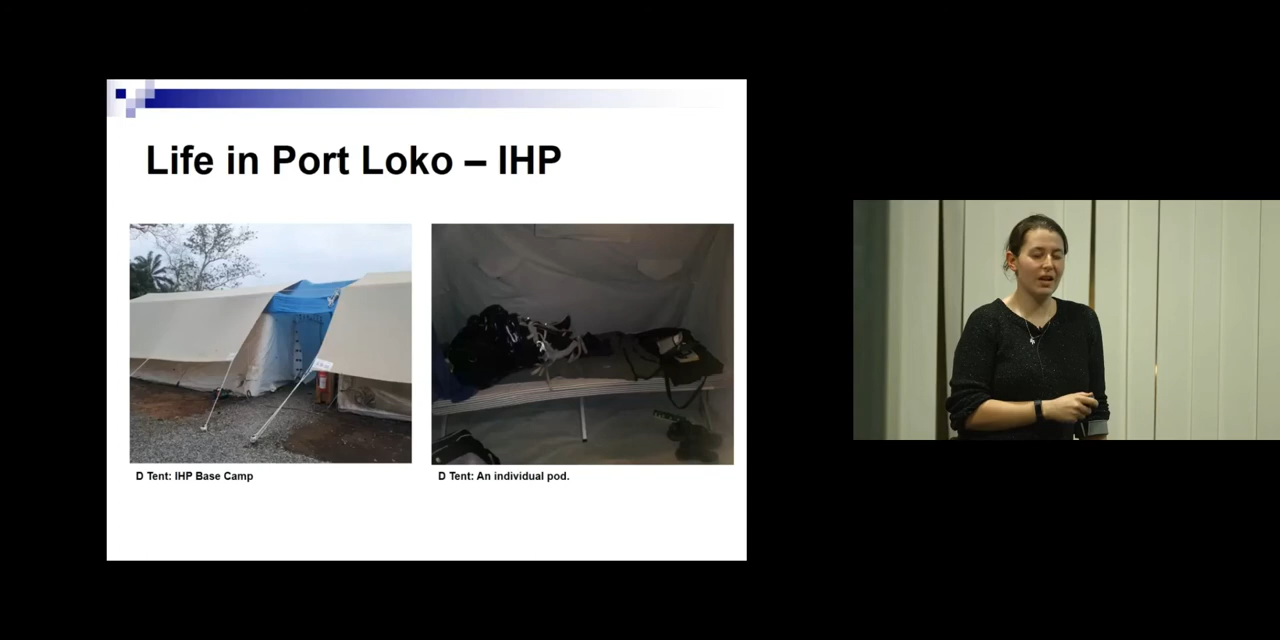 Life in Port Loko – IHP
D Tent: IHP Base Camp
D Tent: An individual pod.